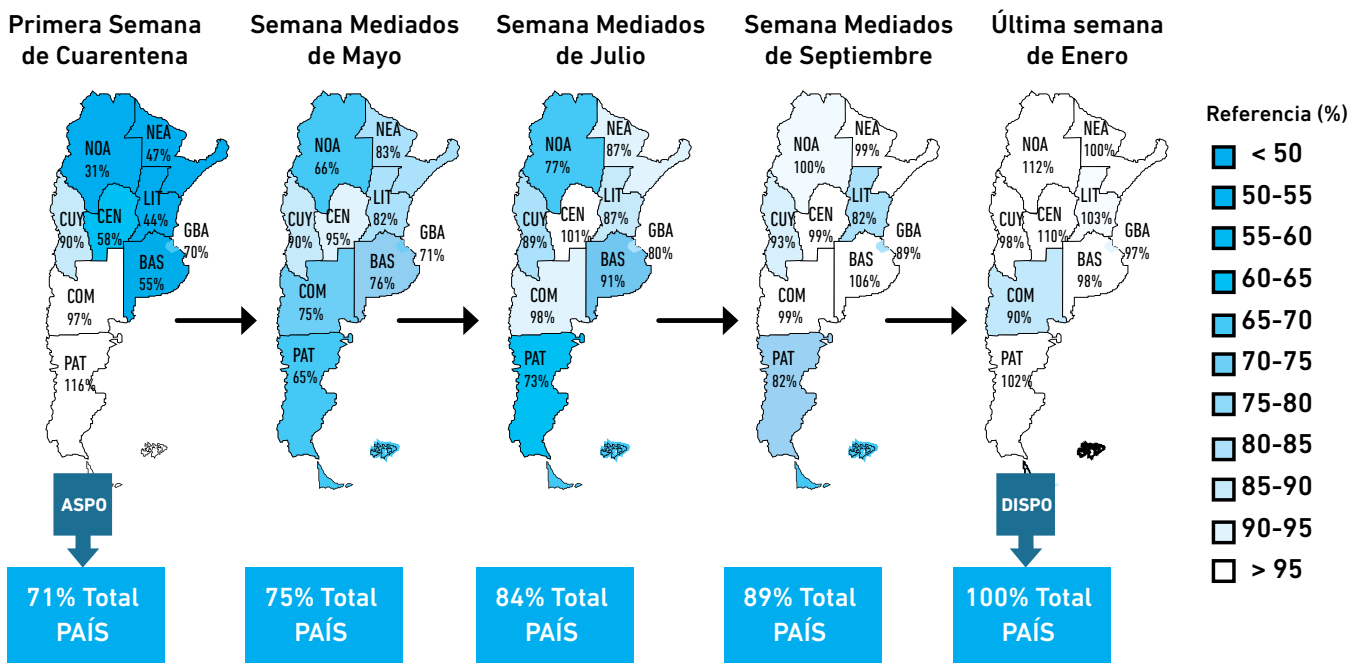 Primera Semana
de Cuarentena
Semana Mediados
de Mayo
Semana Mediados
de Julio
Semana Mediados
de Septiembre
Última semana
de Enero
NOA
31%
NEA
47%
CUY
90%
CEN
58%
LIT
44%
GBA
70%
BAS
55%
COM
97%
PAT
116%
NOA
66%
NEA
83%
CUY
90%
CEN
95%
LIT
82%
GBA
71%
BAS
76%
COM
75%
PAT
65%
NOA
77%
NEA
87%
CUY
89%
CEN
101%
LIT
87%
GBA
80%
BAS
91%
COM
98%
PAT
73%
NOA
100%
NEA
99%
CUY
93%
CEN
99%
LIT
82%
GBA
89%
BAS
106%
COM
99%
PAT
82%
NOA
112%
NEA
100%
CUY
98%
CEN
110%
LIT
103%
GBA
97%
BAS
98%
COM
90%
PAT
102%
Referencia (%)
< 50
50-55
55-60
60-65
65-70
70-75
75-80
80-85
85-90
90-95
> 95
ASPO
DISPO
71% Total
PAÍS
75% Total
PAÍS
84% Total
PAÍS
89% Total
PAÍS
100% Total
PAÍS